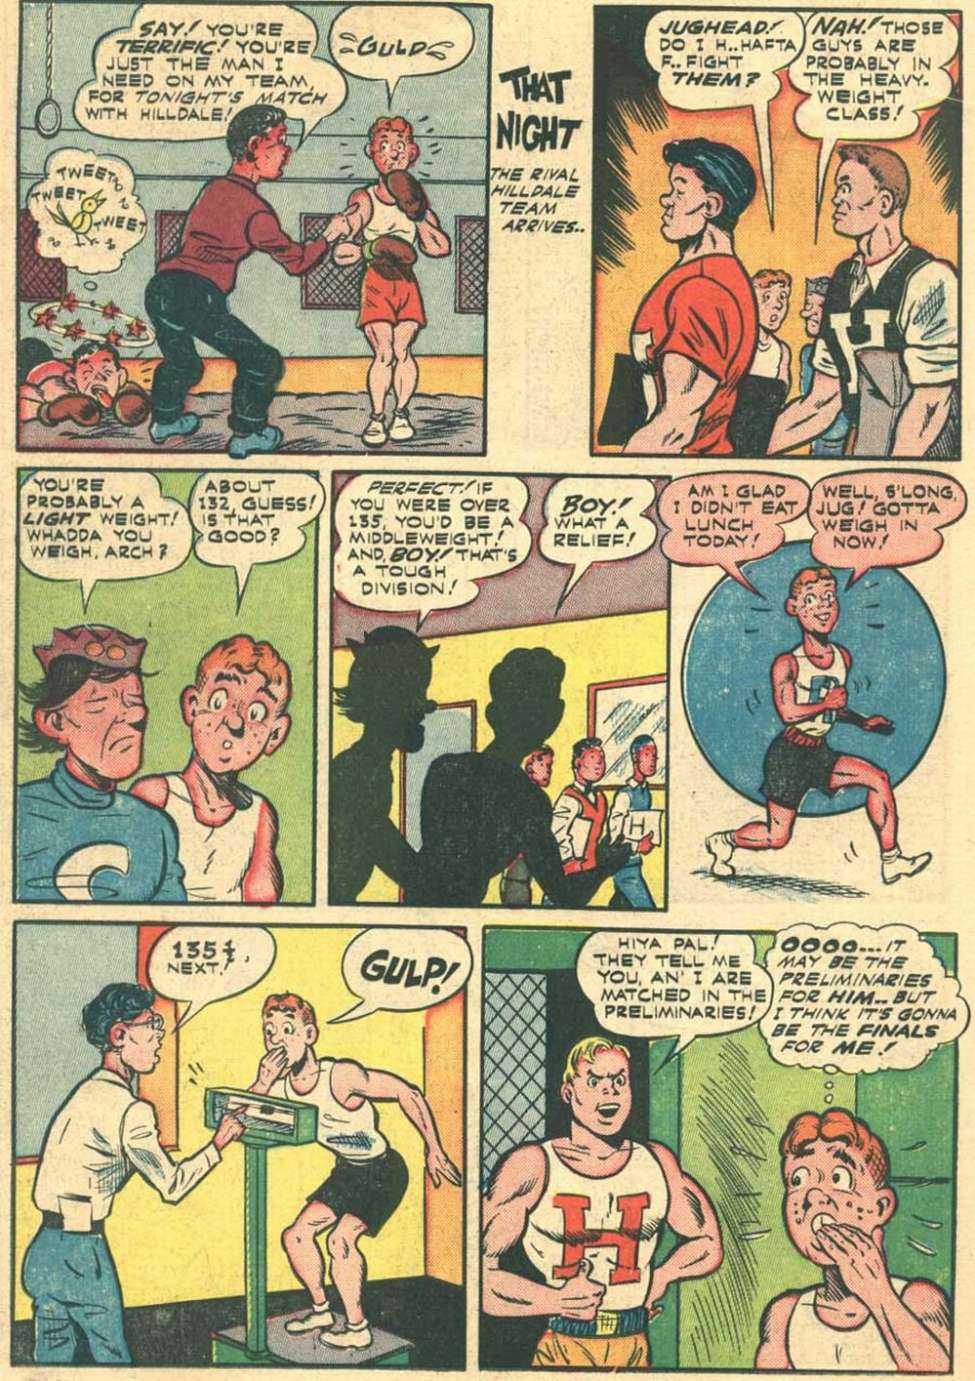 SAY! YOU'RE
TERRIFIC! YOU'RE
JUST THE MAN I
NEED ON MY TEAM
FOR TONIGHT'S MATCH
WITH HILLDALE!
GULP
TWEET
TWEET
TWEET
THAT
NIGHT
THE RIVAL
HILLDALE
TEAM
ARRIVES..
JUGHEAD!
DO I H..HAFTA
F..FIGHT
THEM?
NAH! THOSE
GUYS ARE
PROBABLY IN
THE HEAVY-
WEIGHT
CLASS!
H
YOU'RE
PROBABLY A
LIGHT WEIGHT!
WHADDA YOU
WEIGH, ARCH?
ABOUT
132, GUESS!
IS THAT
GOOD?
PERFECT! IF
YOU WERE OVER
135, YOU'D BE A
MIDDLEWEIGHT!
AND, BOY! THAT'S
A TOUGH
DIVISION!
BOY!
WHAT A
RELIEF!
H
AM I GLAD
I DIDN'T EAT
LUNCH
TODAY!
WELL, S'LONG,
JUG! GOTTA
WEIGH IN
NOW!
R
135 1/4,
NEXT!
GULP!
HIYA PAL!
THEY TELL ME
YOU, AN' I ARE
MATCHED IN THE
PRELIMINARIES!
OOOO...IT
MAY BE THE
PRELIMINARIES
FOR HIM.. BUT
I THINK IT'S GONNA
BE THE FINALS
FOR ME!
H